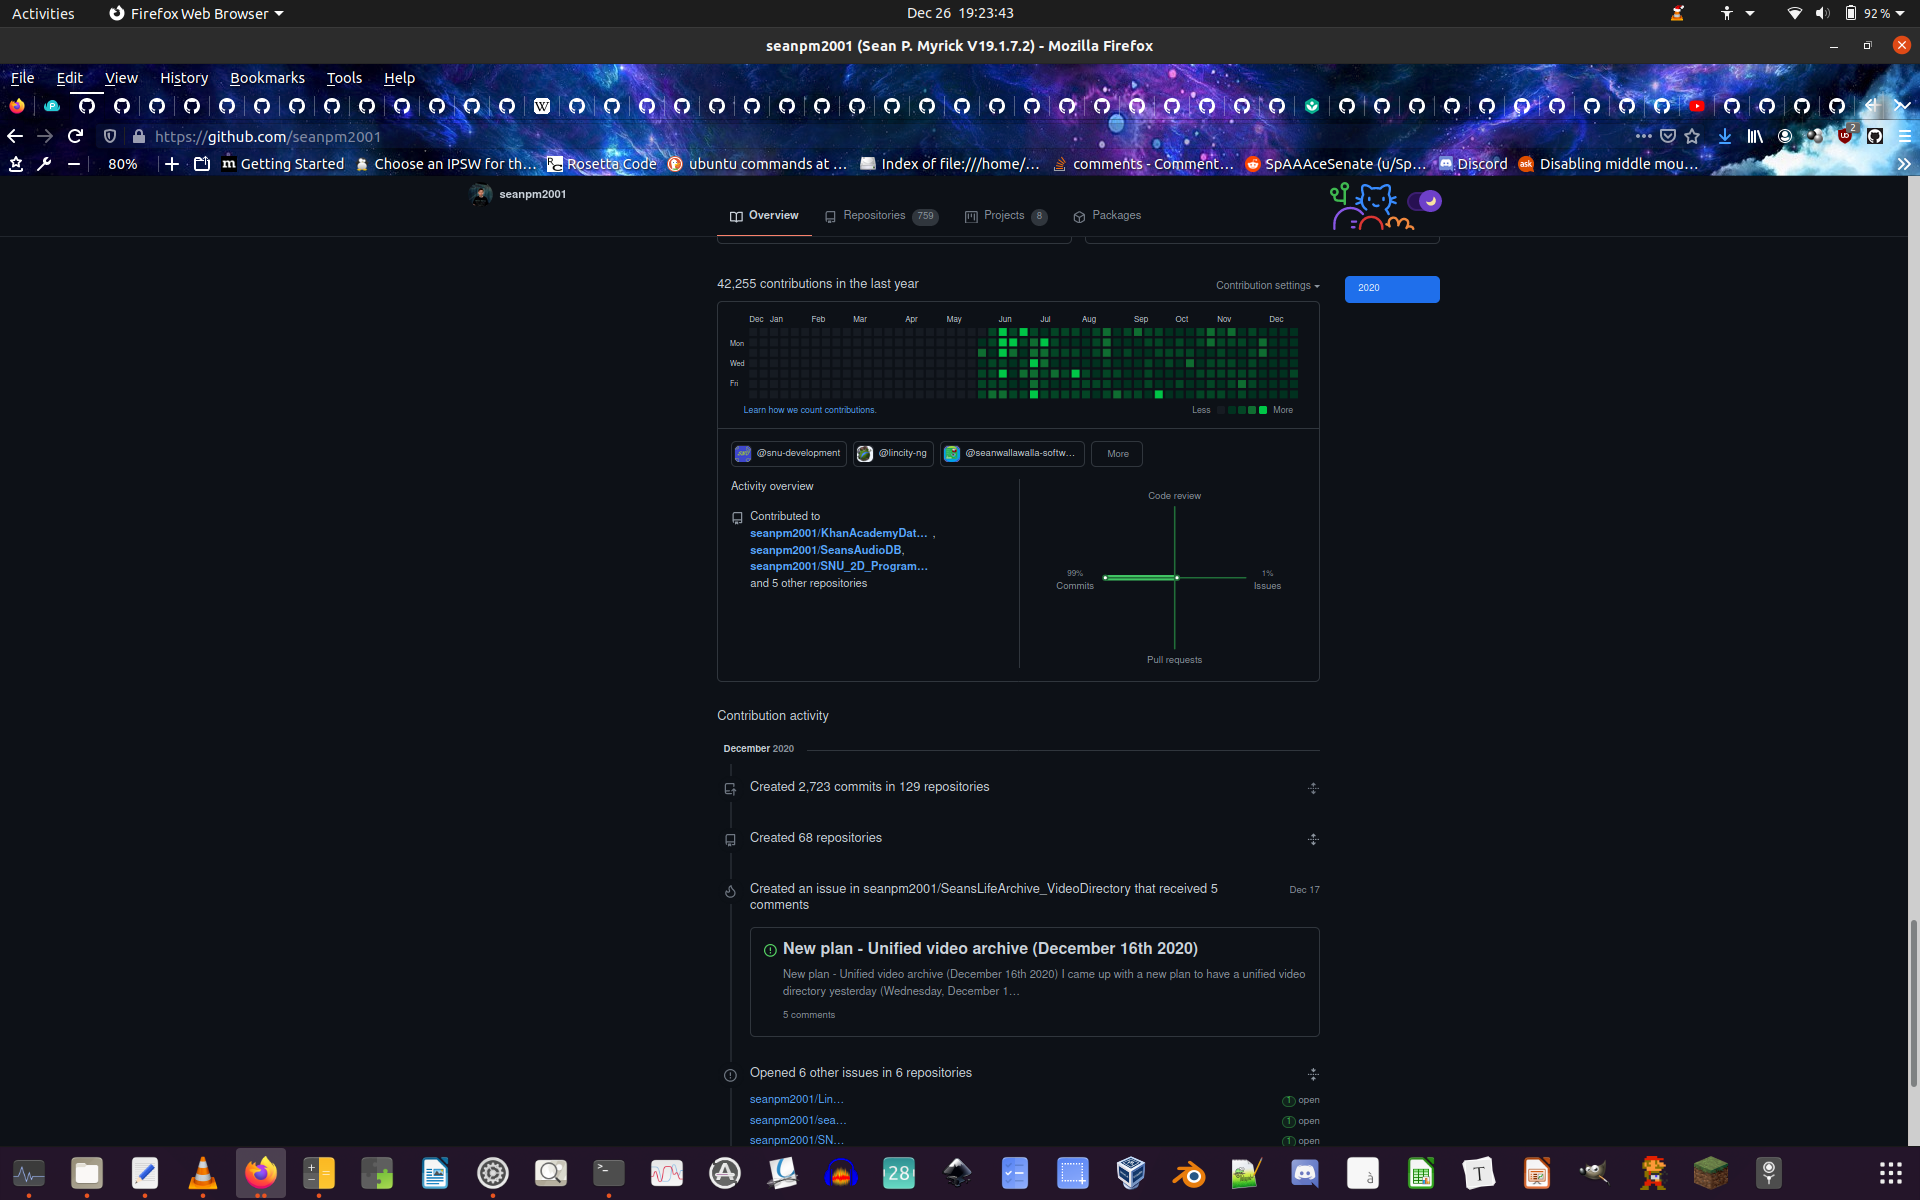 Activities
Firefox Web Browser
Dec 26 19:23:43
92 %
seanpm2001 (Sean P. Myrick V19.1.7.2) - Mozilla Firefox
File Edit View History Bookmarks Tools Help
https://github.com/seanpm2001
2
80%
Getting Started
Choose an IPSW for th…
Rosetta Code
ubuntu commands at …
Index of file:///home/…
comments - Comment…
SpAAAceSenate (u/Sp…
Discord
Disabling middle mou…
seanpm2001
Overview
Repositories 759
Projects 8
Packages
42,255 contributions in the last year
Contribution settings
2020
Dec Jan Feb Mar Apr May Jun Jul Aug Sep Oct Nov Dec
Mon
Wed
Fri
Learn how we count contributions.
Less More
@snu-development
@lincity-ng
@seanwallawalla-softw…
More
Activity overview
Contributed to
seanpm2001/KhanAcademyDat… ,
seanpm2001/SeansAudioDB,
seanpm2001/SNU_2D_Program…
and 5 other repositories
Code review
99%
Commits
1%
Issues
Pull requests
Contribution activity
December 2020
Created 2,723 commits in 129 repositories
Created 68 repositories
Created an issue in seanpm2001/SeansLifeArchive_VideoDirectory that received 5
comments
Dec 17
New plan - Unified video archive (December 16th 2020)
New plan - Unified video archive (December 16th 2020) I came up with a new plan to have a unified video
directory yesterday (Wednesday, December 1…
5 comments
Opened 6 other issues in 6 repositories
seanpm2001/Lin…
1 open
seanpm2001/sea…
1 open
seanpm2001/SN…
1 open
28